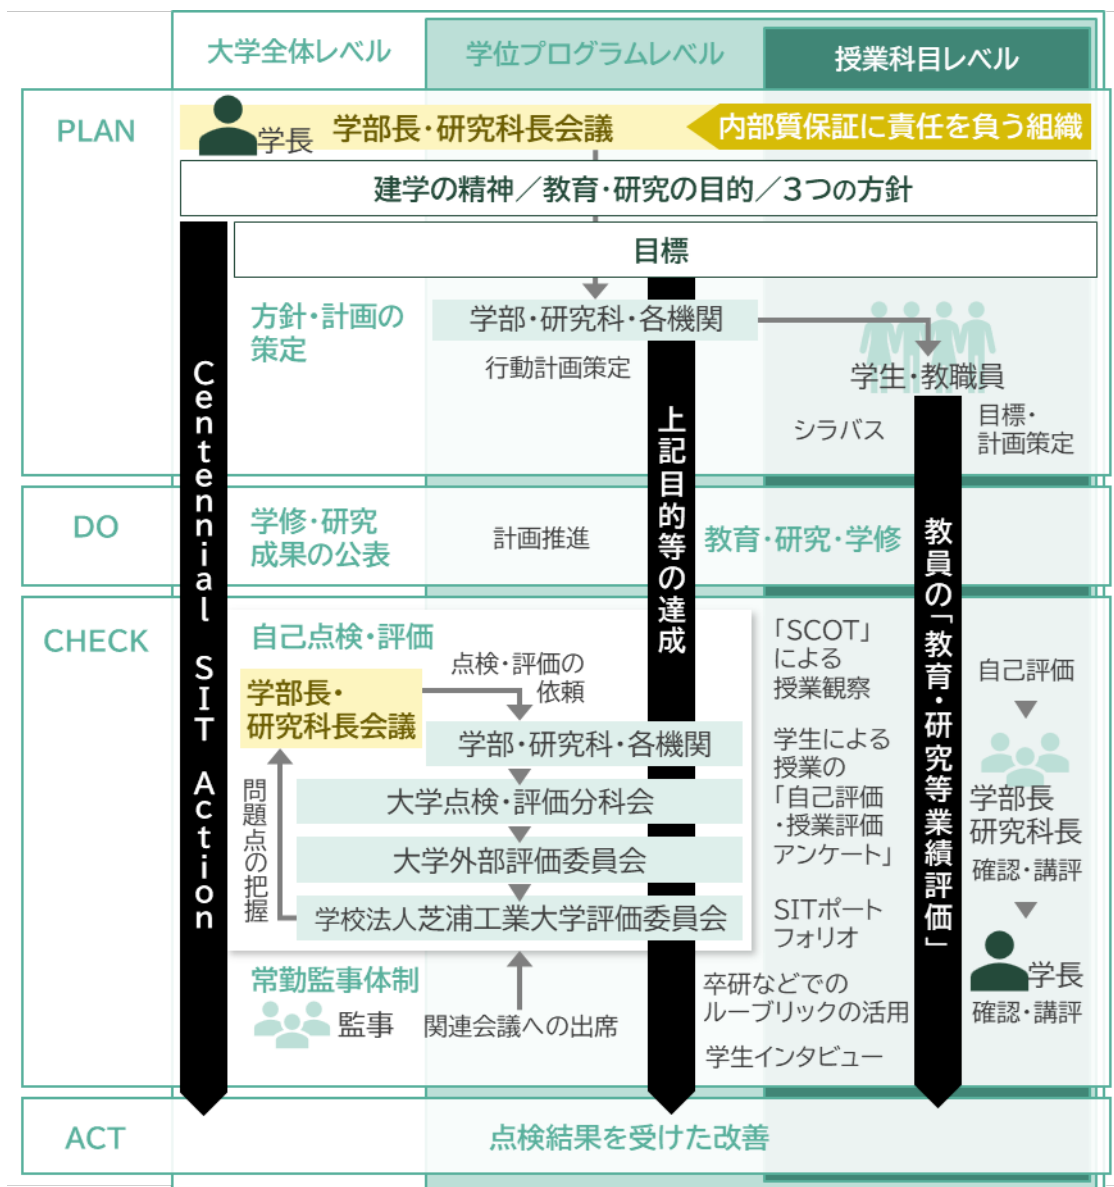 大学全体レベル
学位プログラムレベル
授業科目レベル
PLAN
学長
学部長・研究科長会議
内部質保証に責任を負う組織
建学の精神／教育・研究の目的／3つの方針
目標
方針・計画の
策定
学部・研究科・各機関
行動計画策定
学生・教職員
シラバス
目標・
計画策定
Centennial SIT Action
上記目的等の達成
教員の「教育・研究等業績評価」
DO
学修・研究
成果の公表
計画推進
教育・研究・学修
CHECK
自己点検・評価
学部長・
研究科長会議
点検・評価の
依頼
学部・研究科・各機関
大学点検・評価分科会
大学外部評価委員会
学校法人芝浦工業大学評価委員会
問題点の把握
常勤監事体制
監事
関連会議への出席
「SCOT」
による
授業観察
学生による
授業の
「自己評価
・授業評価
アンケート」
SITポート
フォリオ
卒研などでの
ルーブリックの活用
学生インタビュー
自己評価
学部長
研究科長
確認・講評
学長
確認・講評
ACT
点検結果を受けた改善